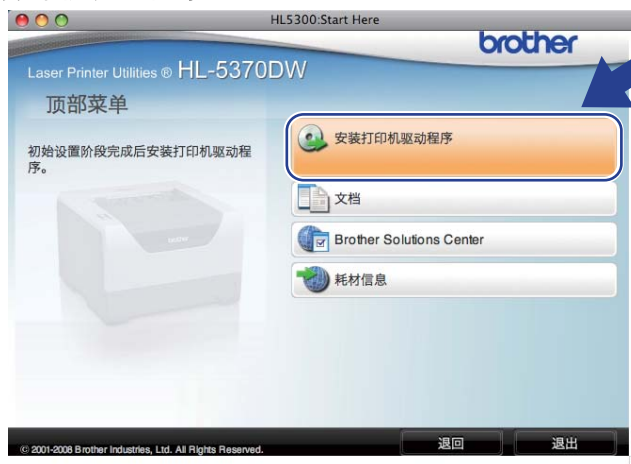 HL5300:Start Here
brother
Laser Printer Utilities ® HL-5370DW
顶部菜单
初始设置阶段完成后安装打印机驱动程
序。
安装打印机驱动程序
文档
Brother Solutions Center
耗材信息
© 2001-2008 Brother Industries, Ltd. All Rights Reserved.
退回
退出